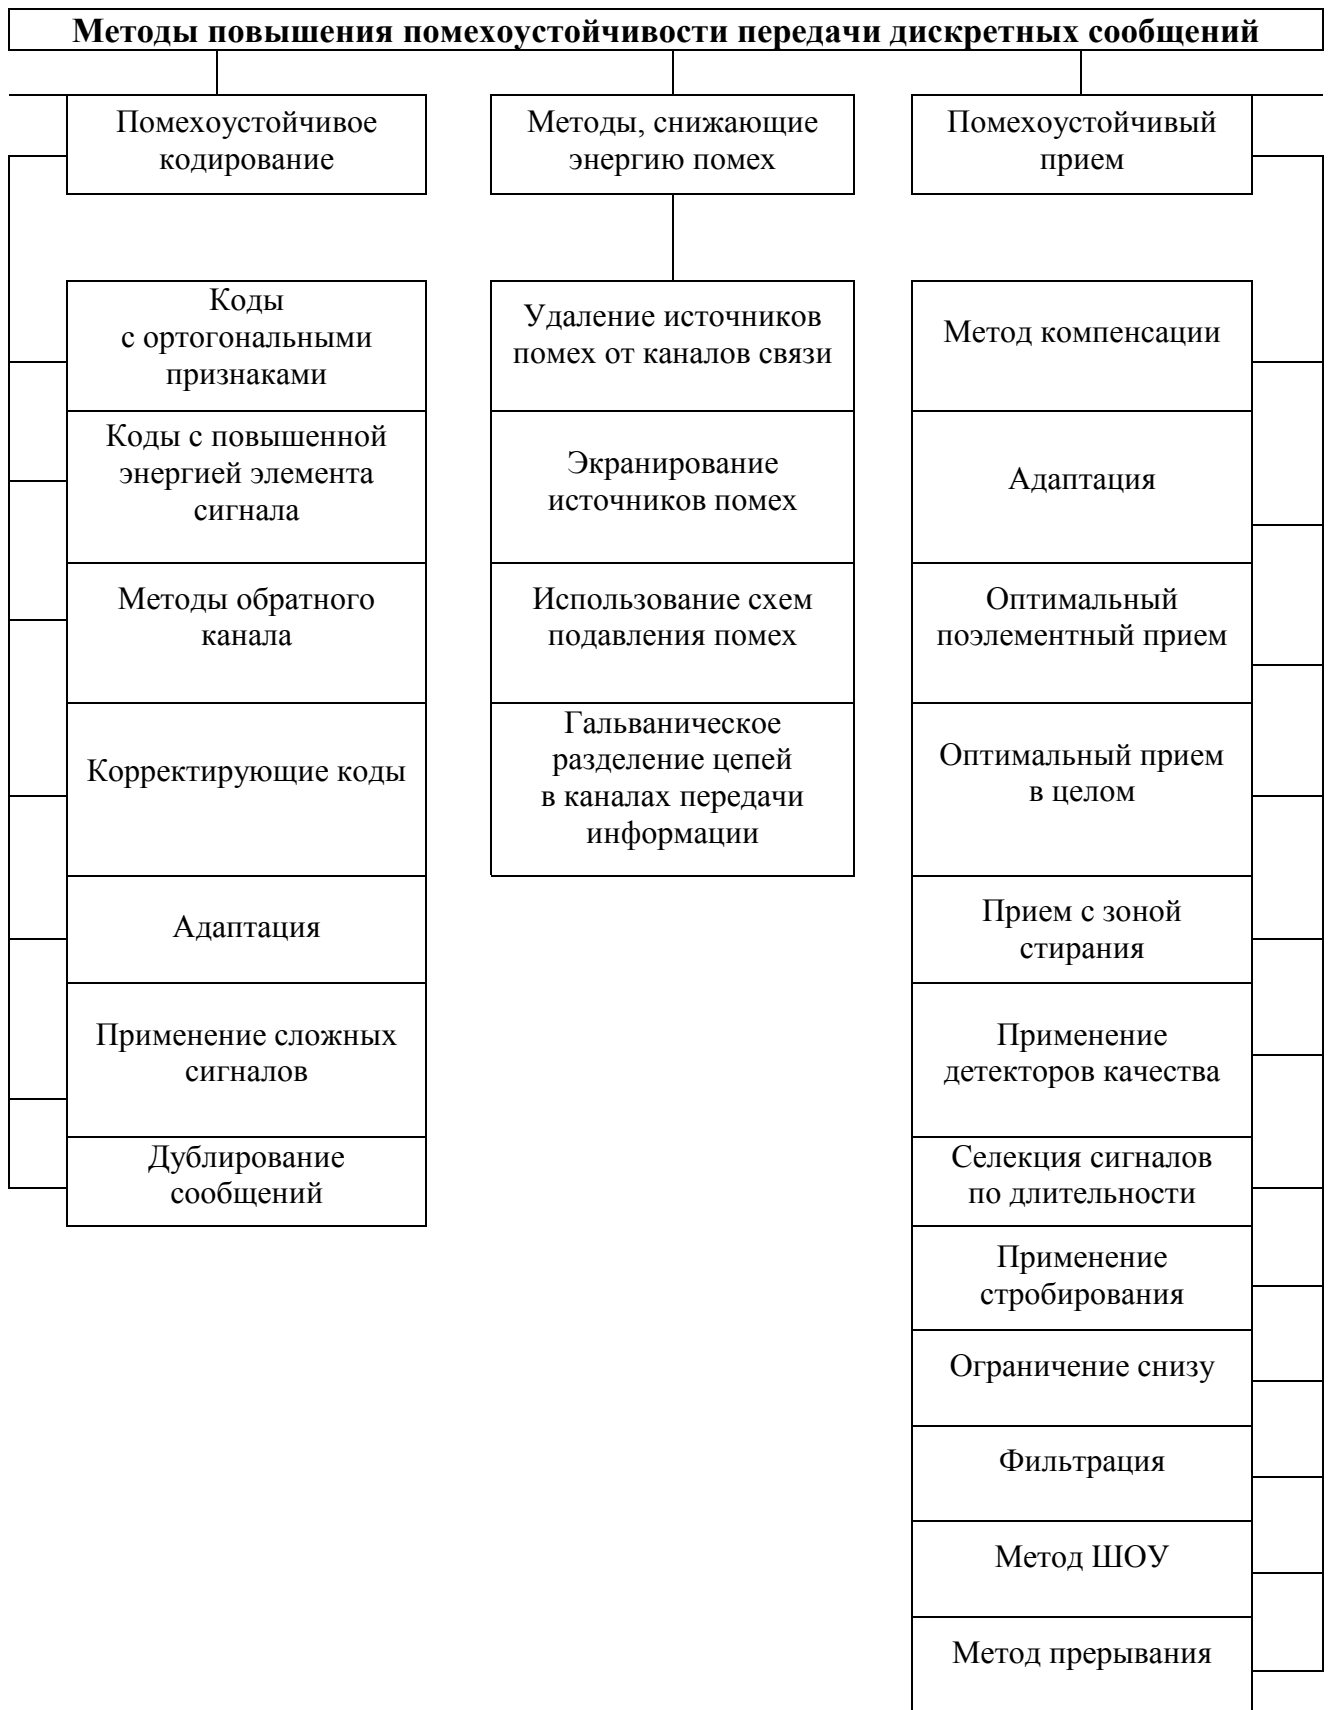 Методы повышения помехоустойчивости передачи дискретных сообщений
Помехоустойчивое
кодирование
Методы, снижающие
энергию помех
Помехоустойчивый
прием
Коды
с ортогональными
признаками
Коды с повышенной
энергией элемента
сигнала
Методы обратного
канала
Корректирующие коды
Адаптация
Применение сложных
сигналов
Дублирование
сообщений
Удаление источников
помех от каналов связи
Экранирование
источников помех
Использование схем
подавления помех
Гальваническое
разделение цепей
в каналах передачи
информации
Метод компенсации
Адаптация
Оптимальный
поэлементный прием
Оптимальный прием
в целом
Прием с зоной
стирания
Применение
детекторов качества
Селекция сигналов
по длительности
Применение
стробирования
Ограничение снизу
Фильтрация
Метод ШОУ
Метод прерывания